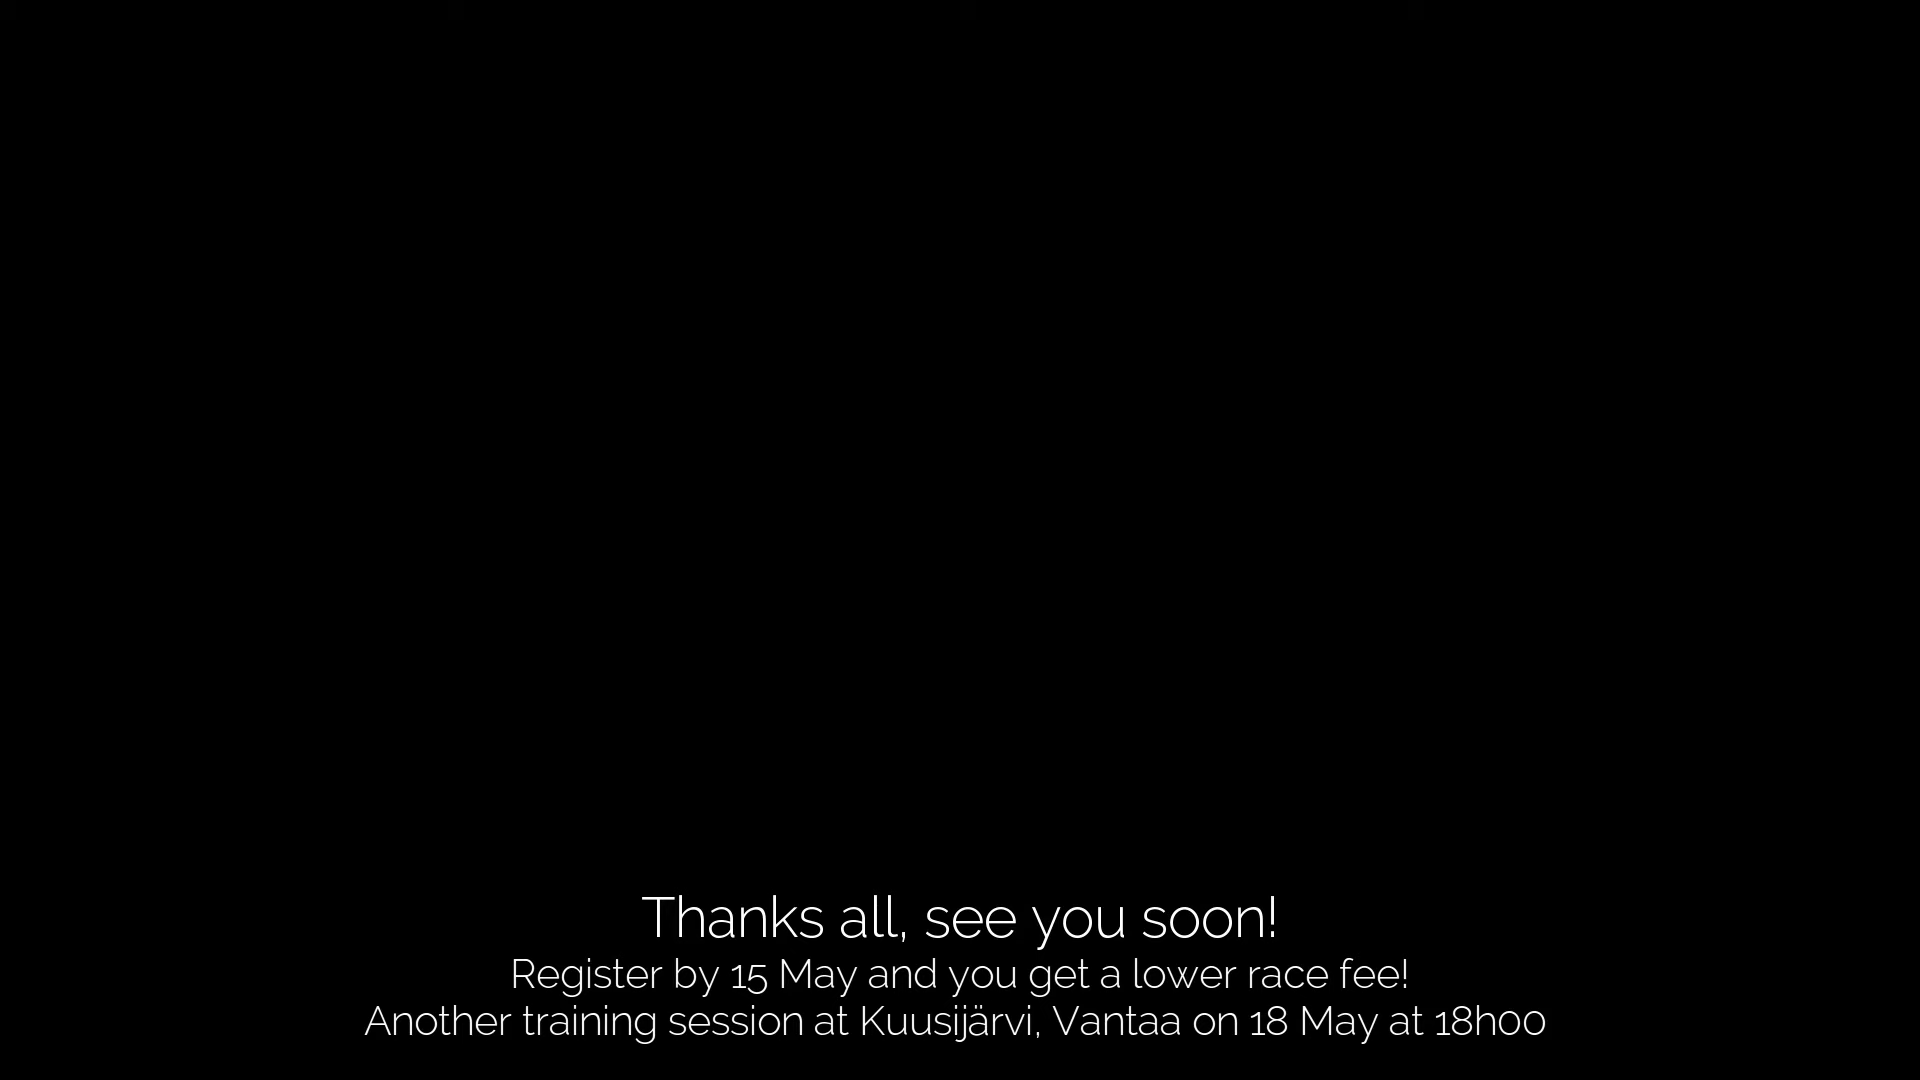 Thanks all, see you soon!
Register by 15 May and you get a lower race fee!
Another training session at Kuusijärvi, Vantaa on 18 May at 18h00